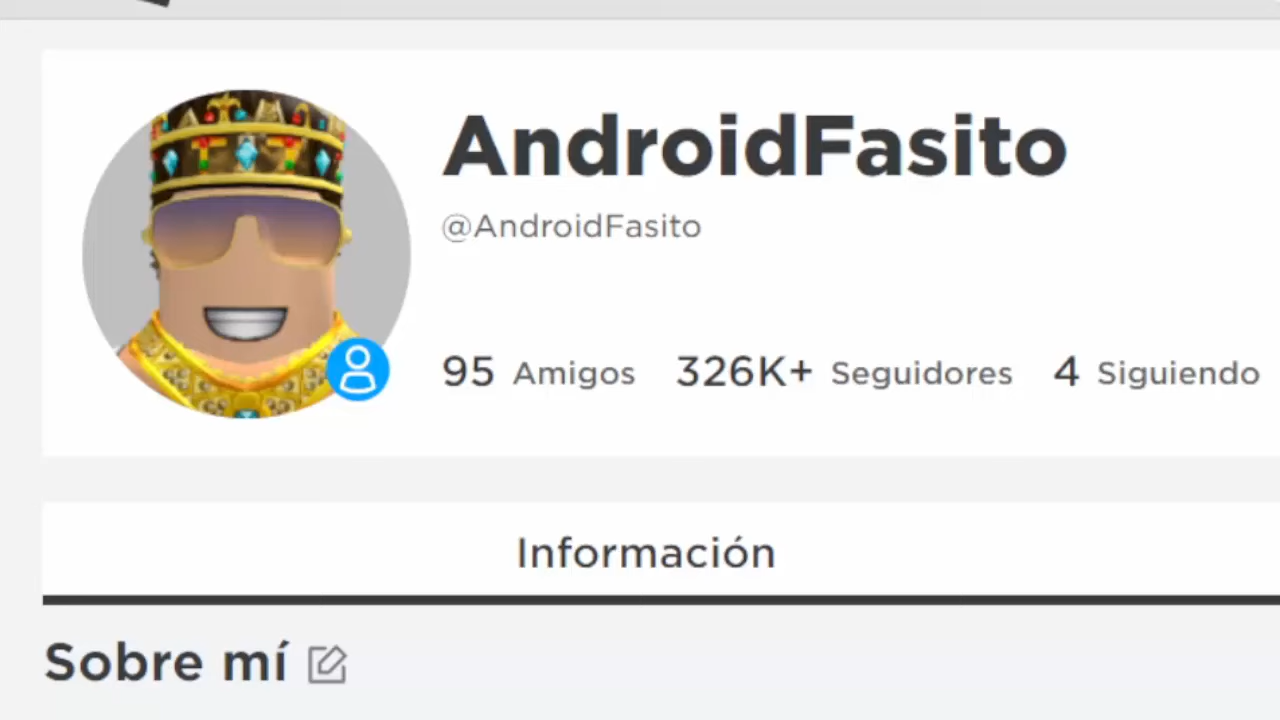 AndroidFasito
@AndroidFasito
95 Amigos 326K+ Seguidores 4 Siguiendo
Información
Sobre mí